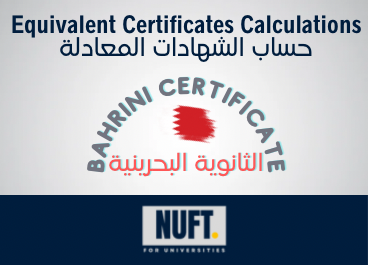 Equivalent Certificates Calculations
حساب الشهادات المعادلة
BAHRINI CERTIFICATE
الثانوية البحرينية
NUFT.
FOR UNIVERSITIES